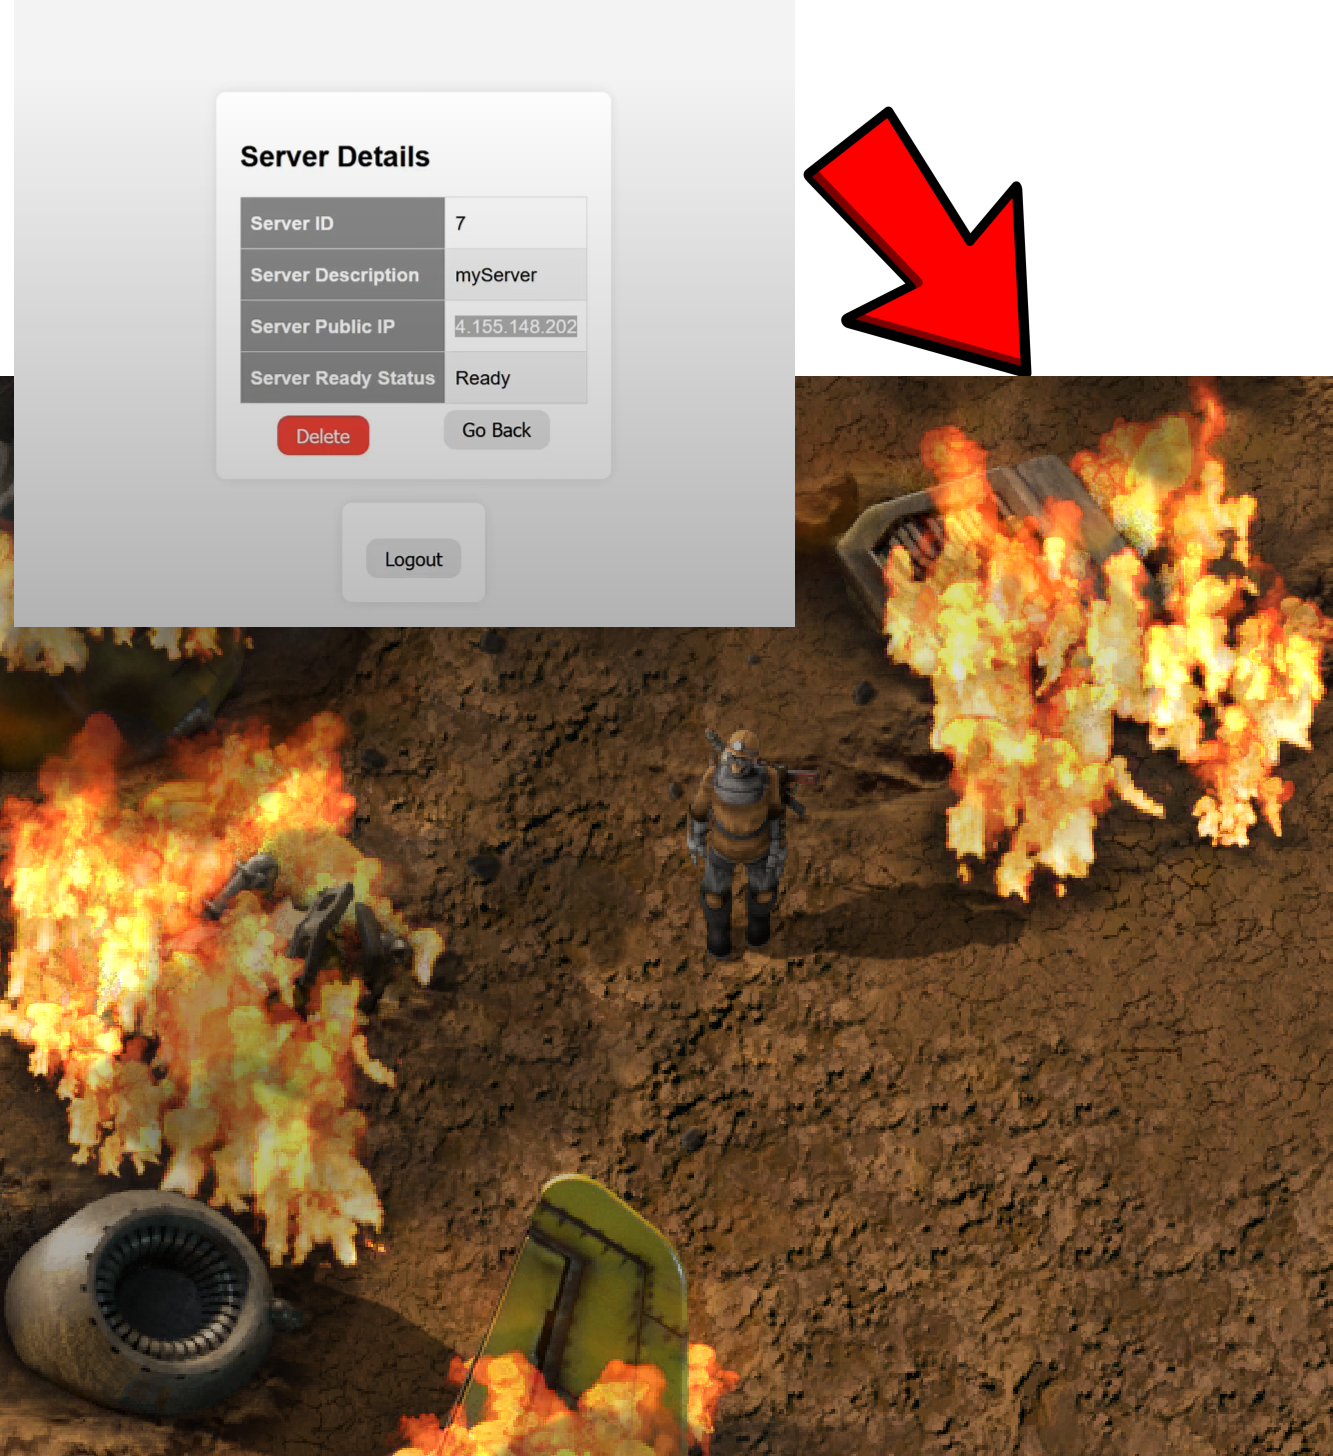 Server Details
Server ID 7
Server Description myServer
Server Public IP 4.155.148.202
Server Ready Status Ready
Delete Go Back
Logout